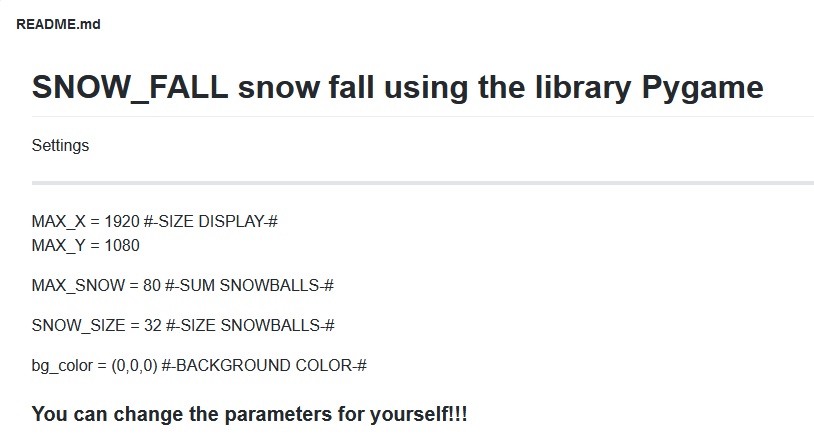 README.md
SNOW_FALL snow fall using the library Pygame
Settings
MAX_X = 1920 #-SIZE DISPLAY-#
MAX_Y = 1080
MAX_SNOW = 80 #-SUM SNOWBALLS-#
SNOW_SIZE = 32 #-SIZE SNOWBALLS-#
bg_color = (0,0,0) #-BACKGROUND COLOR-#
You can change the parameters for yourself!!!